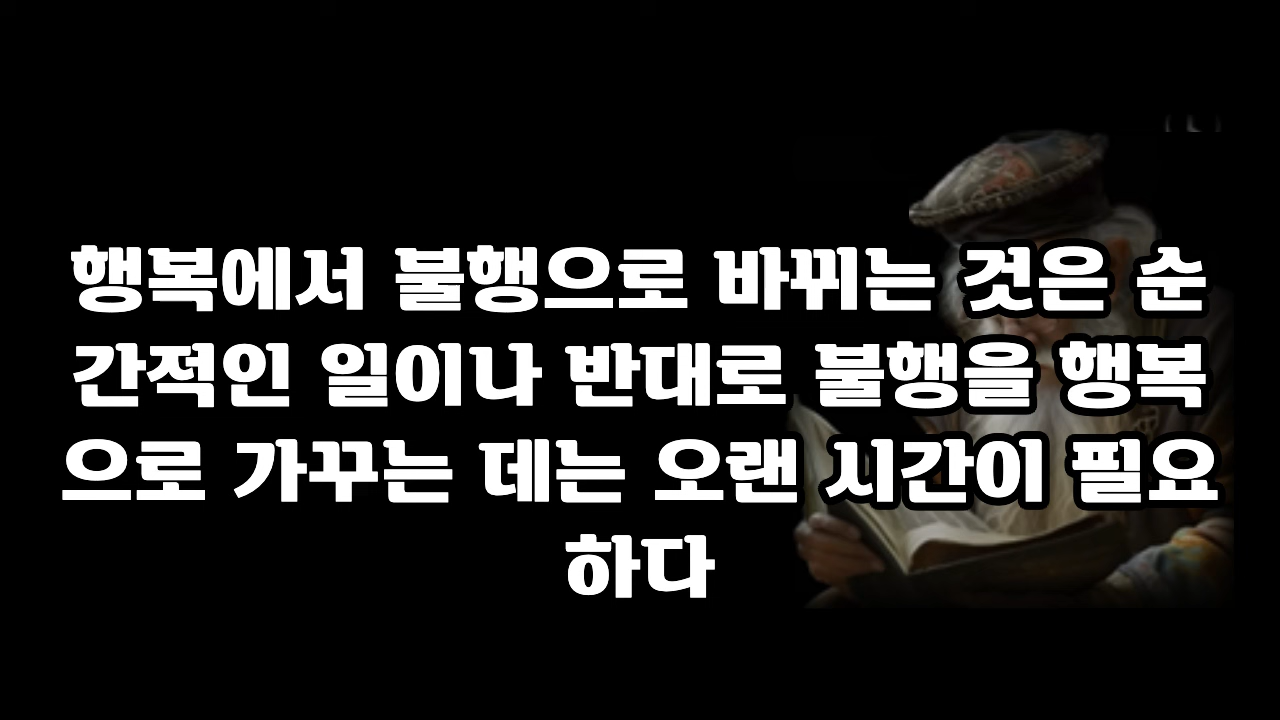 행복에서 불행으로 바뀌는 것은 순
간적인 일이나 반대로 불행을 행복
으로 가꾸는 데는 오랜 시간이 필요
하다